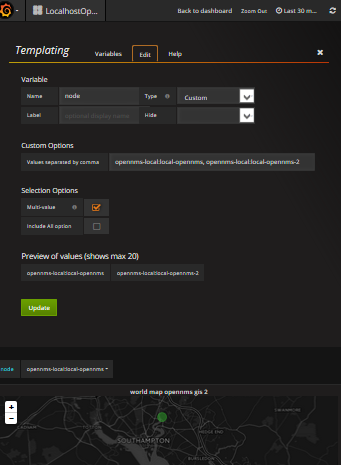 LocalhostOp...
Back to dashboard
Zoom Out
Last 30 m...
Templating
Variables
Edit
Help
Variable
Name
node
Type
Custom
Label
(optional display name)
Hide
Custom Options
Values separated by comma
opennms-local:local-opennms, opennms-local:local-opennms-2
Selection Options
Multi-value
Include All option
Preview of values (shows max 20)
opennms-local:local-opennms
opennms-local:local-opennms-2
Update
node
opennms-local:local-opennms
world map opennms gis 2
+
−
SOUTHAMPTON
HEDGE END
BURSLEDON